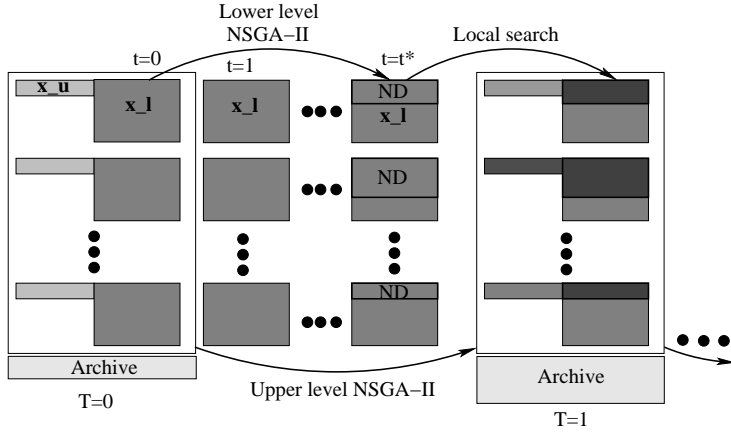 Lower level
NSGA−II
Local search
t=0
t=1
t=t*
x_u
x_l
x_l
ND
x_l
ND
ND
Archive
Upper level NSGA−II
Archive
T=0
T=1